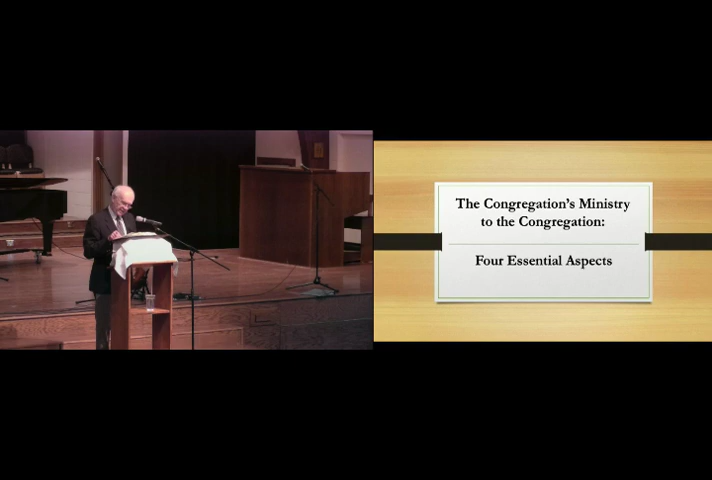 The Congregation's Ministry
to the Congregation:
Four Essential Aspects